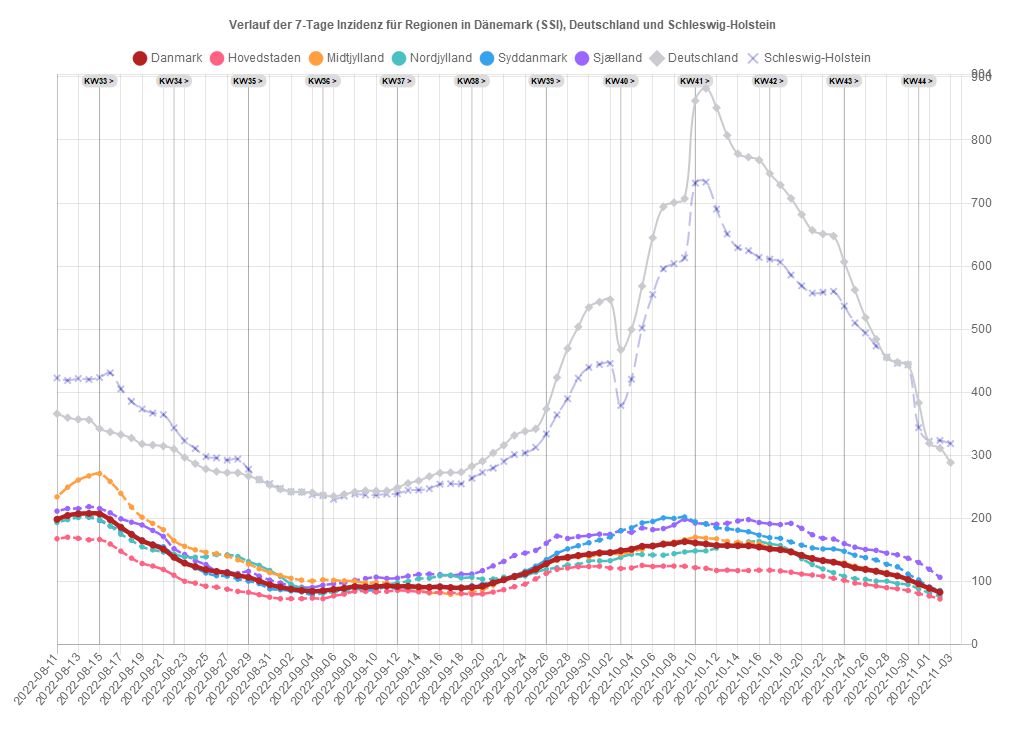 Verlauf der 7-Tage Inzidenz für Regionen in Dänemark (SSI), Deutschland und Schleswig-Holstein
Danmark Hovedstaden Midtjylland Nordjylland Syddanmark Sjælland Deutschland Schleswig-Holstein
KW33 > KW34 > KW35 > KW36 > KW37 > KW38 > KW39 > KW40 > KW41 > KW42 > KW43 > KW44 >
904
800
700
600
500
400
300
200
100
0
2022-08-11 2022-08-13 2022-08-15 2022-08-17 2022-08-19 2022-08-21 2022-08-23 2022-08-25 2022-08-27 2022-08-29 2022-08-31 2022-09-02 2022-09-04 2022-09-06 2022-09-08 2022-09-10 2022-09-12 2022-09-14 2022-09-16 2022-09-18 2022-09-20 2022-09-22 2022-09-24 2022-09-26 2022-09-28 2022-09-30 2022-10-02 2022-10-04 2022-10-06 2022-10-08 2022-10-10 2022-10-12 2022-10-14 2022-10-16 2022-10-18 2022-10-20 2022-10-22 2022-10-24 2022-10-26 2022-10-28 2022-10-30 2022-11-01 2022-11-03